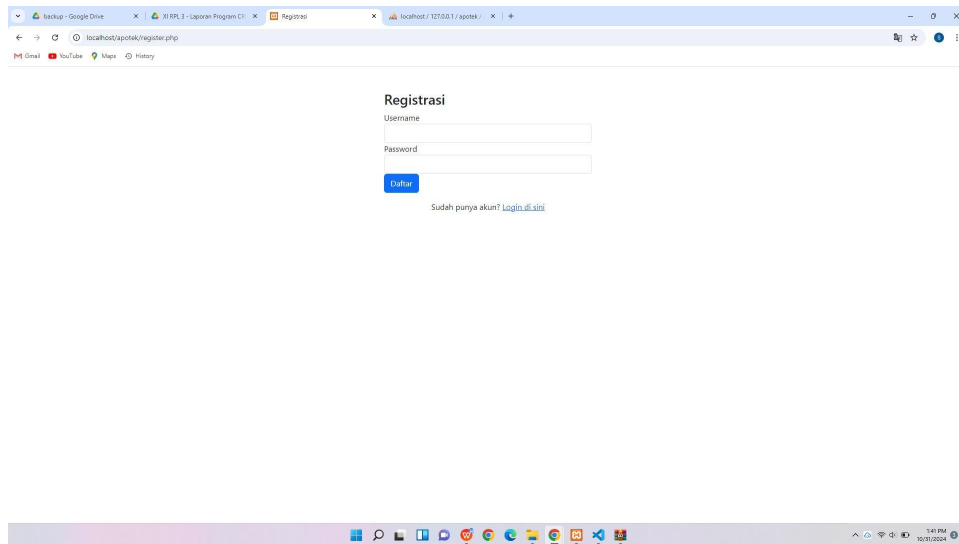 backup - Google Drive
XI RPL 3 - Laporan Program CR
Registrasi
localhost / 127.0.0.1 / apotek /
localhost/apotek/register.php
Gmail YouTube Maps History
Registrasi
Username
Password
Daftar
Sudah punya akun? Login di sini
1:41 PM
10/31/2024